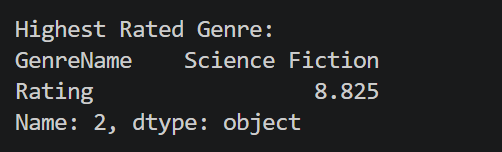 Highest Rated Genre:
GenreName    Science Fiction
Rating                 8.825
Name: 2, dtype: object